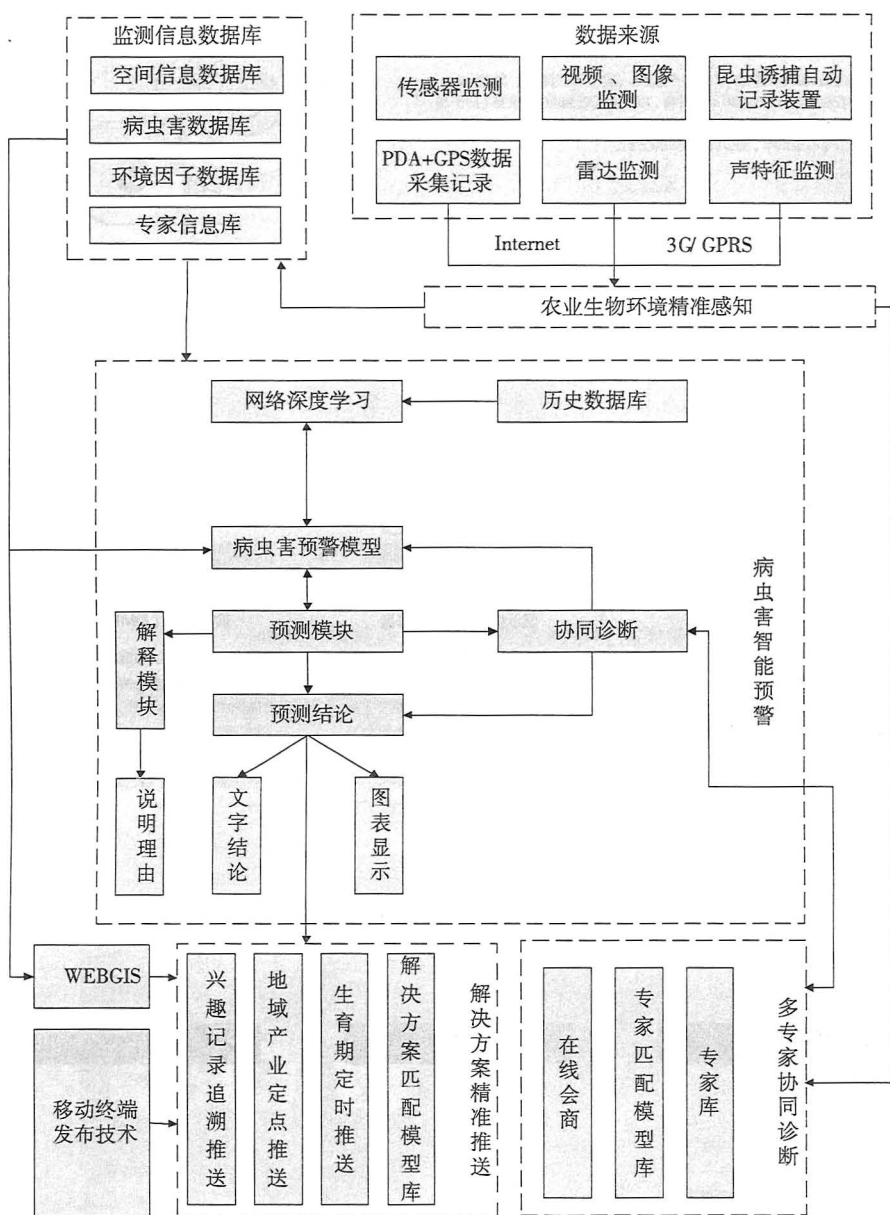 监测信息数据库
空间信息数据库
病虫害数据库
环境因子数据库
专家信息库
数据来源
传感器监测
视频 图像
监测
昆虫诱捕自动
记录装置
PDA+GPS数据
采集记录
雷达监测
声特征监测
Internet
3G/ GPRS
农业生物环境精准感知
网络深度学习
历史数据库
病虫害预警模型
预测模块
协同诊断
解释模块
预测结论
病虫害智能预警
说明理由
文字结论
图表显示
WEBGIS
移动终端
发布技术
兴趣记录追溯推送
地域产业定点推送
生育期定时推送
解决方案匹配模型库
解决方案精准推送
在线会商
专家匹配模型库
专家库
多专家协同诊断